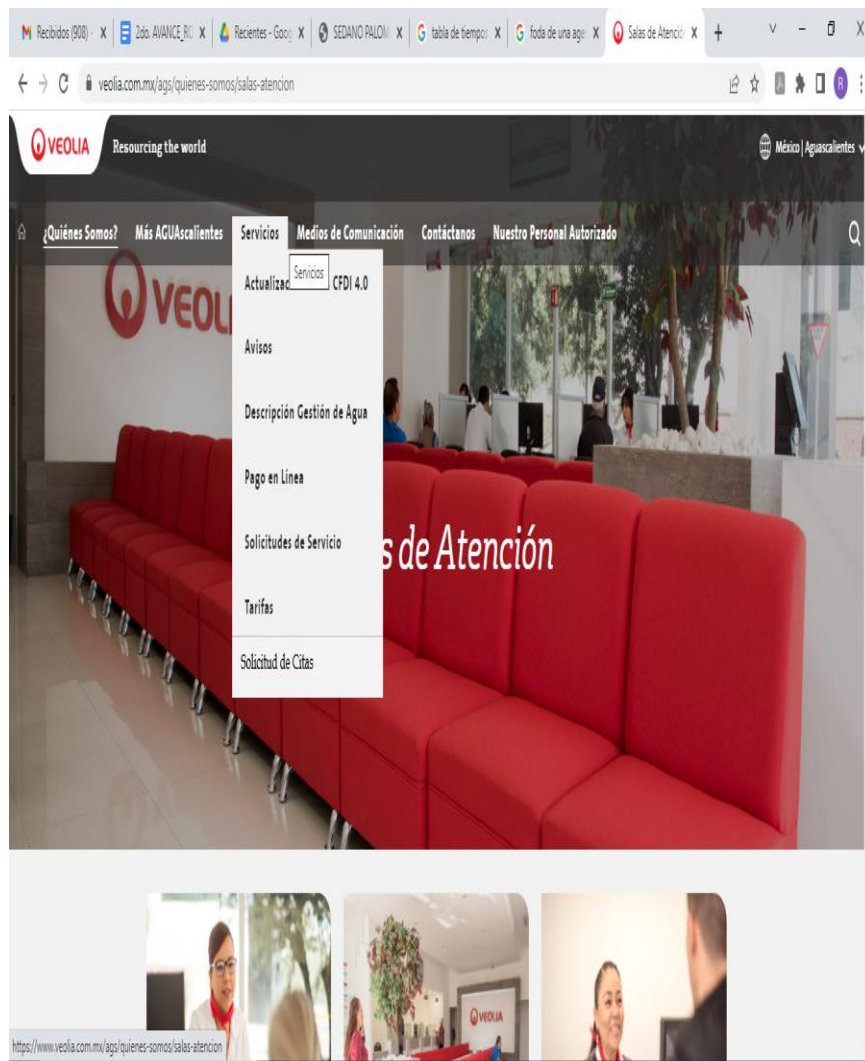 Recibidos (908) -
2do. AVANCE_RC
Recientes - Goog
SEDANO PALOM
tabla de tiempos
foda de una age
Salas de Atenció
veolia.com.mx/ags/quienes-somos/salas-atencion
R
VEOLIA
Resourcing the world
México | Aguascalientes
¿Quiénes Somos?
Más AGUAscalientes
Servicios
Medios de Comunicación
Contáctanos
Nuestro Personal Autorizado
Servicios
Actualizac CFDI 4.0
VEOLI
Avisos
Descripción Gestión de Agua
Pago en Línea
Solicitudes de Servicio
s de Atención
Tarifas
Solicitud de Citas
VEOLIA
https://www.veolia.com.mx/ags/quienes-somos/salas-atencion